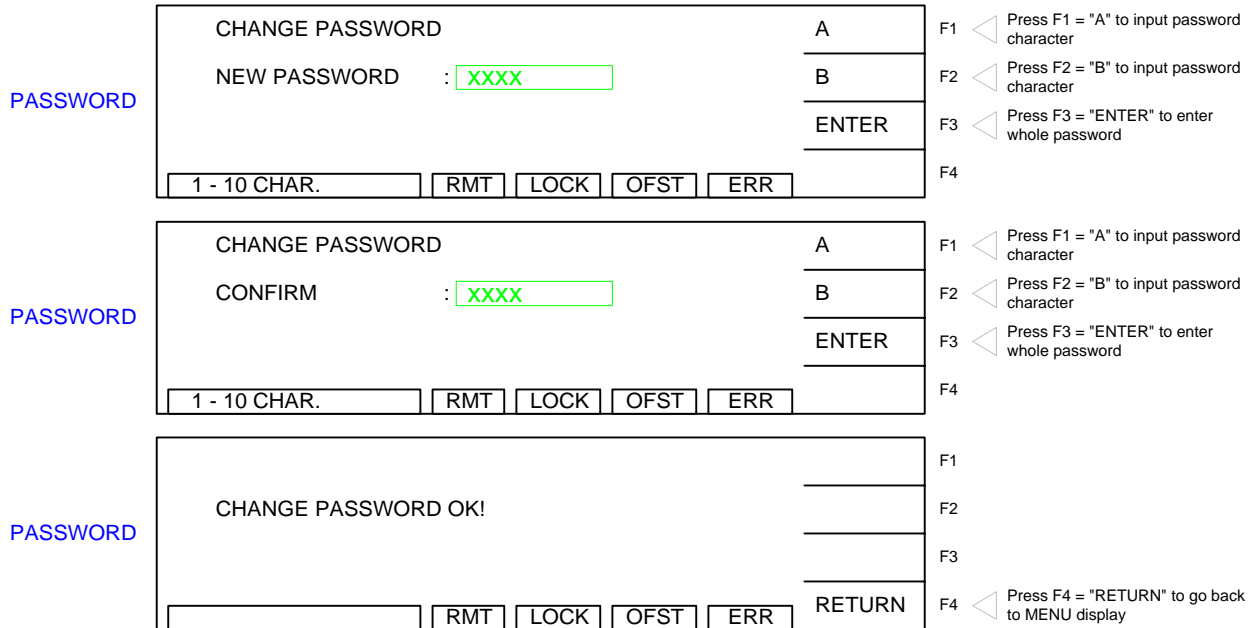 CHANGE PASSWORD
A
F1
Press F1 = "A" to input password
character
NEW PASSWORD : XXXX
B
F2
Press F2 = "B" to input password
character
PASSWORD
ENTER
F3
Press F3 = "ENTER" to enter
whole password
F4
1 - 10 CHAR. RMT LOCK OFST ERR
CHANGE PASSWORD
A
F1
Press F1 = "A" to input password
character
CONFIRM : XXXX
B
F2
Press F2 = "B" to input password
character
PASSWORD
ENTER
F3
Press F3 = "ENTER" to enter
whole password
F4
1 - 10 CHAR. RMT LOCK OFST ERR
F1
CHANGE PASSWORD OK!
F2
PASSWORD
F3
RETURN
F4
Press F4 = "RETURN" to go back
to MENU display
RMT LOCK OFST ERR